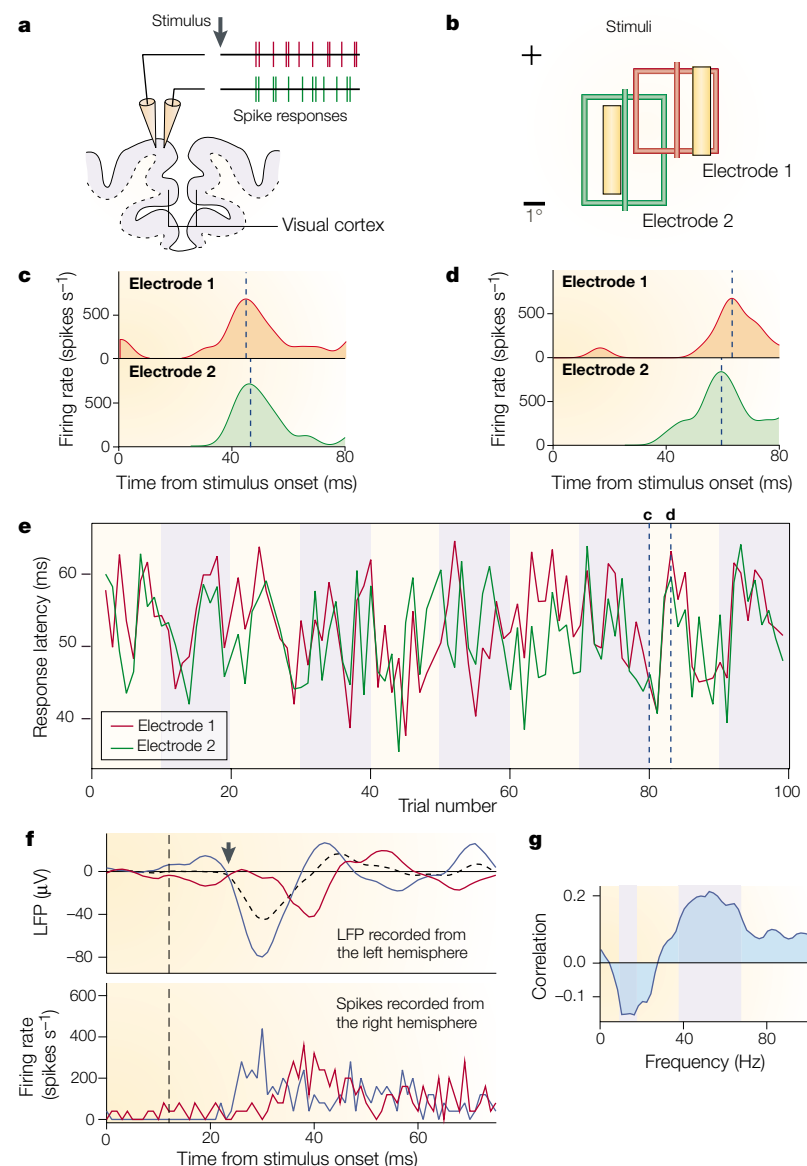 a
Stimulus
Spike responses
Visual cortex
b
Stimuli
+
Electrode 1
Electrode 2
1°
c
Electrode 1
500
0
Electrode 2
500
0
0 40 80
Firing rate (spikes s⁻¹)
Time from stimulus onset (ms)
d
Electrode 1
500
0
Electrode 2
500
0
0 40 80
Firing rate (spikes s⁻¹)
Time from stimulus onset (ms)
e
c d
60
50
40
Response latency (ms)
Electrode 1
Electrode 2
0 20 40 60 80 100
Trial number
f
0
−40
−80
LFP (μV)
LFP recorded from
the left hemisphere
600
400
200
0
Firing rate
(spikes s⁻¹)
Spikes recorded from
the right hemisphere
0 20 40 60
Time from stimulus onset (ms)
g
0.2
0.0
−0.1
Correlation
0 40 80
Frequency (Hz)